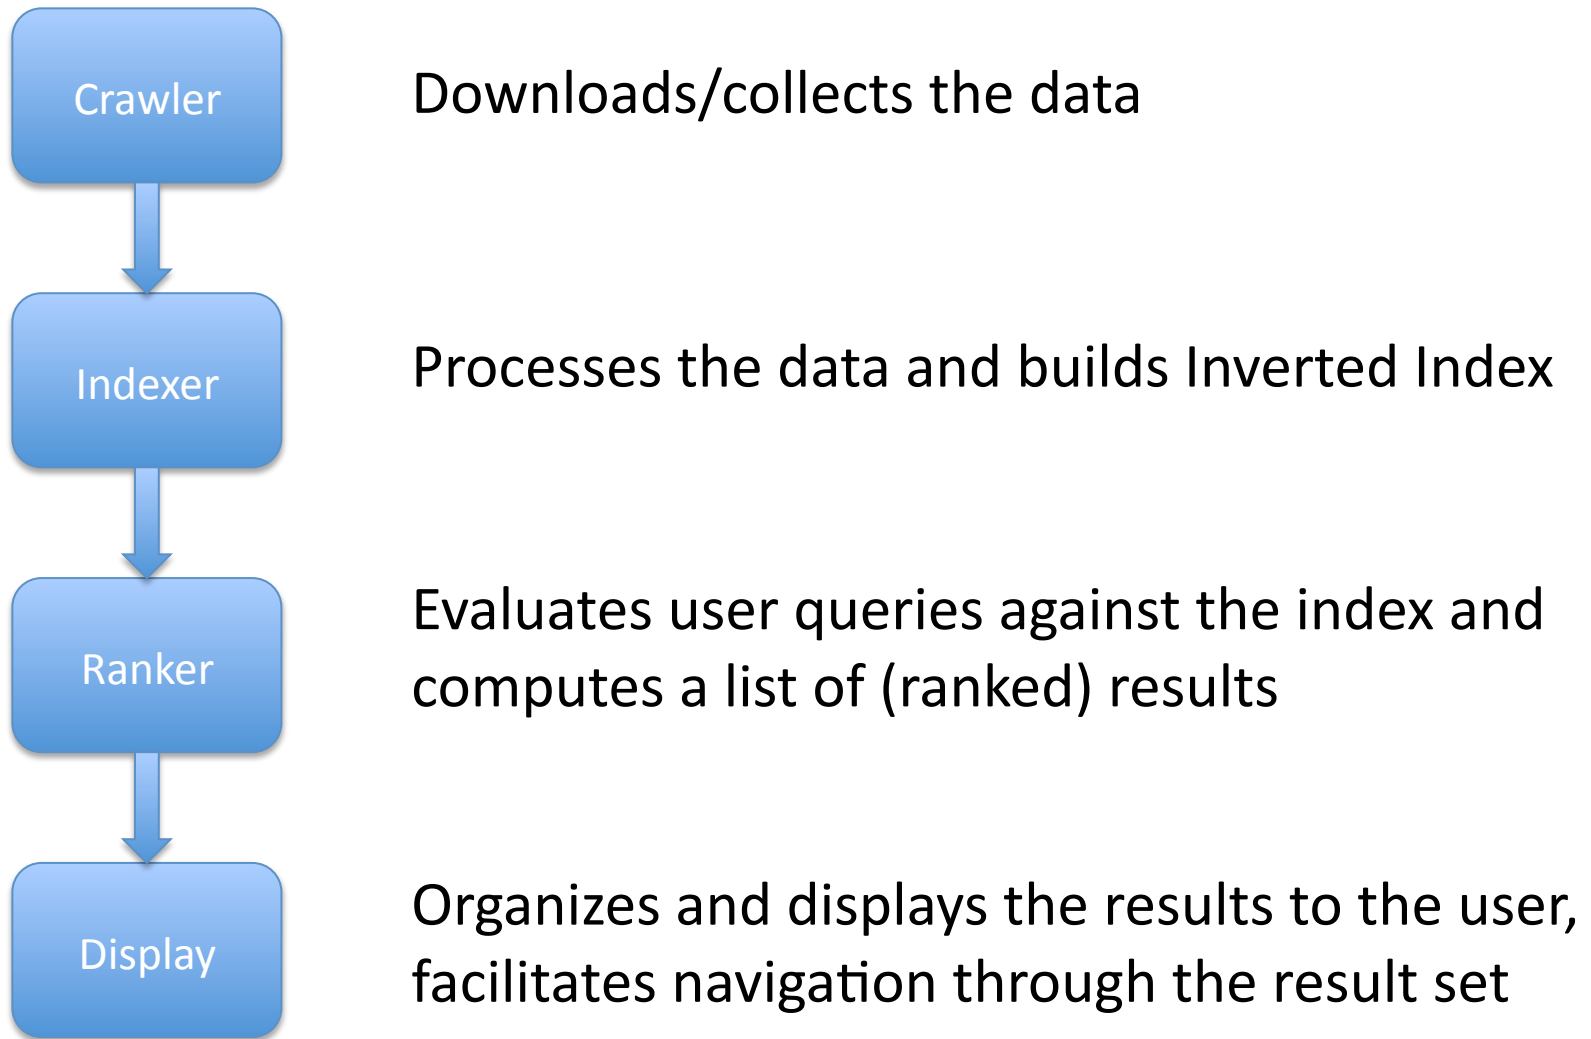 Crawler
Downloads/collects the data
Indexer
Processes the data and builds Inverted Index
Ranker
Evaluates user queries against the index and
computes a list of (ranked) results
Display
Organizes and displays the results to the user,
facilitates navigation through the result set